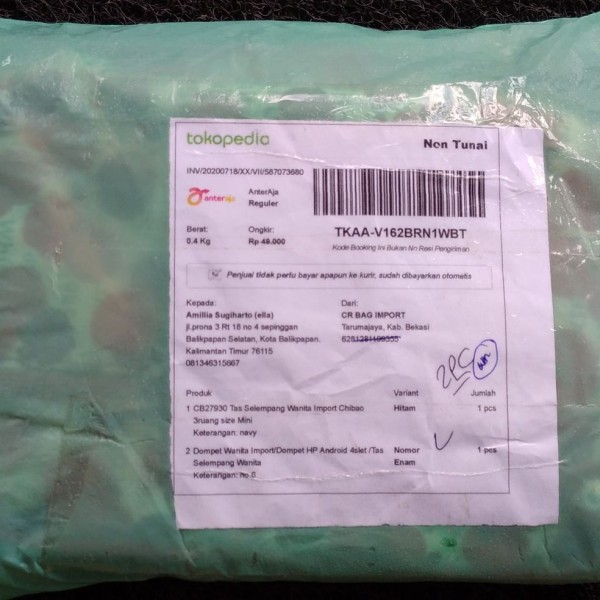 tokopedia
Non Tunai
INV/20200718/XX/VII/587073680
anteraja
AnterAja
Reguler
Berat:
0.4 Kg
Ongkir:
Rp 49.000
TKAA-V162BRN1WBT
Kode Booking Ini Bukan No Resi Pengiriman
Penjual tidak perlu bayar apapun ke kurir, sudah dibayarkan otomatis
Kepada:
Amillia Sugiharto (ella)
jl.prona 3 Rt 18 no 4 sepinggan
Balikpapan Selatan, Kota Balikpapan,
Kalimantan Timur 76115
081346315667
Dari:
CR BAG IMPORT
Tarumajaya, Kab. Bekasi
2PC
Produk
Variant
Jumlah
1 CB27930 Tas Selempang Wanita Import Chibao
3ruang size Mini
Keterangan: navy
Hitam
1 pcs
2 Dompet Wanita Import/Dompet HP Android 4slet /Tas
Selempang Wanita
Keterangan: no 8
Nomor
Enam
1 pcs